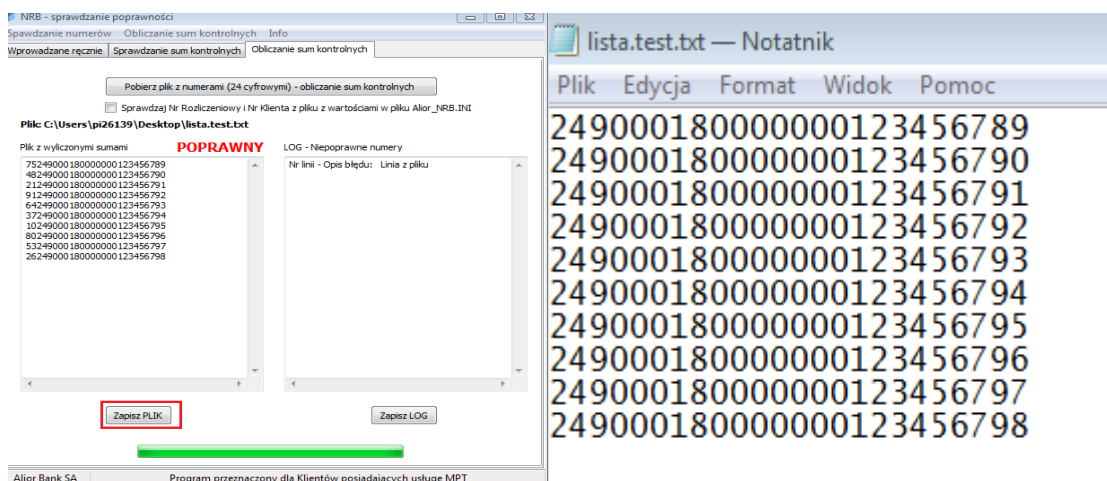 NRB - sprawdzanie poprawności
Spawdzanie numerów Obliczanie sum kontrolnych Info
Wprowadzane ręcznie Sprawdzanie sum kontrolnych Obliczanie sum kontrolnych
Pobierz plik z numerami (24 cyfrowymi) - obliczanie sum kontrolnych
Sprawdzaj Nr Rozliczeniowy i Nr Klienta z pliku z wartościami w pliku Alior_NRB.INI
Plik: C:\Users\pi26139\Desktop\lista.test.txt
Plik z wyliczonymi sumami POPRAWNY LOG - Niepoprawne numery
Nr linii - Opis błędu: Linia z pliku
75249000180000000123456789
48249000180000000123456790
21249000180000000123456791
91249000180000000123456792
64249000180000000123456793
37249000180000000123456794
10249000180000000123456795
80249000180000000123456796
53249000180000000123456797
26249000180000000123456798
Zapisz PLIK Zapisz LOG
Alior Bank SA Program przeznaczony dla Klientów posiadających usługę MPT
lista.test.txt — Notatnik
Plik Edycja Format Widok Pomoc
249000180000000123456789
249000180000000123456790
249000180000000123456791
249000180000000123456792
249000180000000123456793
249000180000000123456794
249000180000000123456795
249000180000000123456796
249000180000000123456797
249000180000000123456798